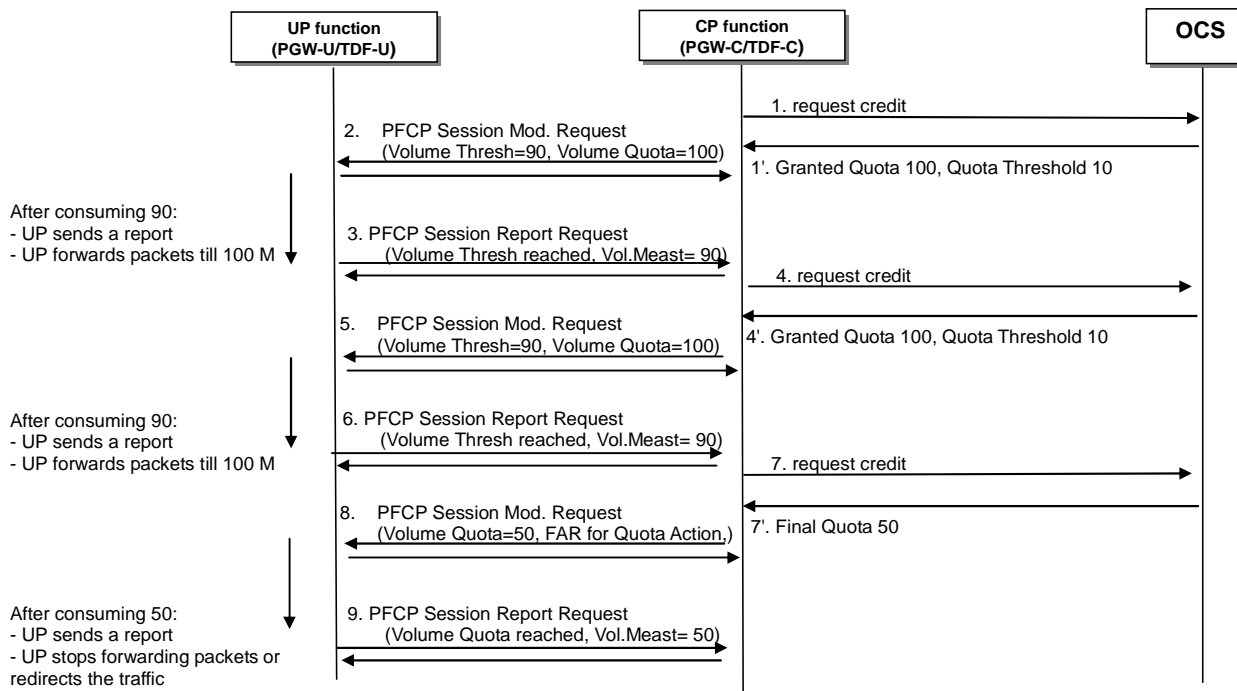 UP function
(PGW-U/TDF-U)
CP function
(PGW-C/TDF-C)
OCS
1. request credit
2. PFCP Session Mod. Request
(Volume Thresh=90, Volume Quota=100)
1'. Granted Quota 100, Quota Threshold 10
After consuming 90:
- UP sends a report
- UP forwards packets till 100 M
3. PFCP Session Report Request
(Volume Thresh reached, Vol.Meast= 90)
4. request credit
5. PFCP Session Mod. Request
(Volume Thresh=90, Volume Quota=100)
4'. Granted Quota 100, Quota Threshold 10
After consuming 90:
- UP sends a report
- UP forwards packets till 100 M
6. PFCP Session Report Request
(Volume Thresh reached, Vol.Meast= 90)
7. request credit
8. PFCP Session Mod. Request
(Volume Quota=50, FAR for Quota Action,)
7'. Final Quota 50
After consuming 50:
- UP sends a report
- UP stops forwarding packets or
redirects the traffic
9. PFCP Session Report Request
(Volume Quota reached, Vol.Meast= 50)